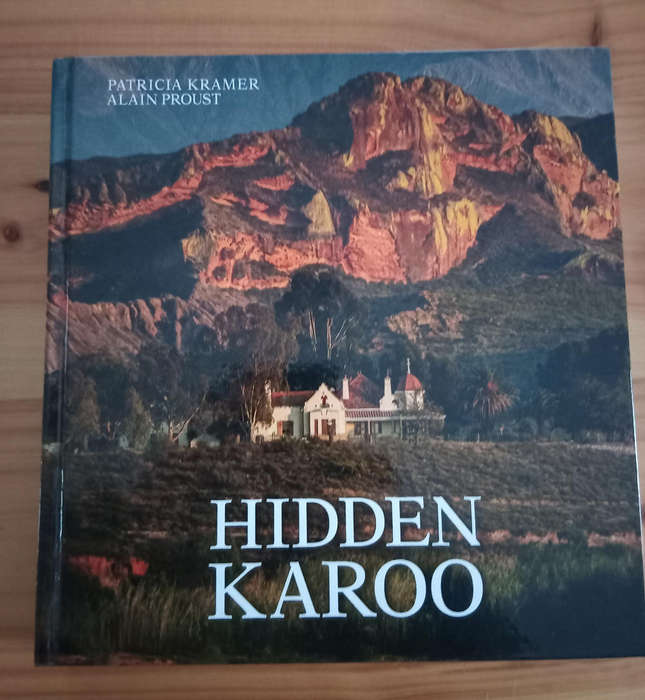 PATRICIA KRAMER
ALAIN PROUST
HIDDEN
KAROO